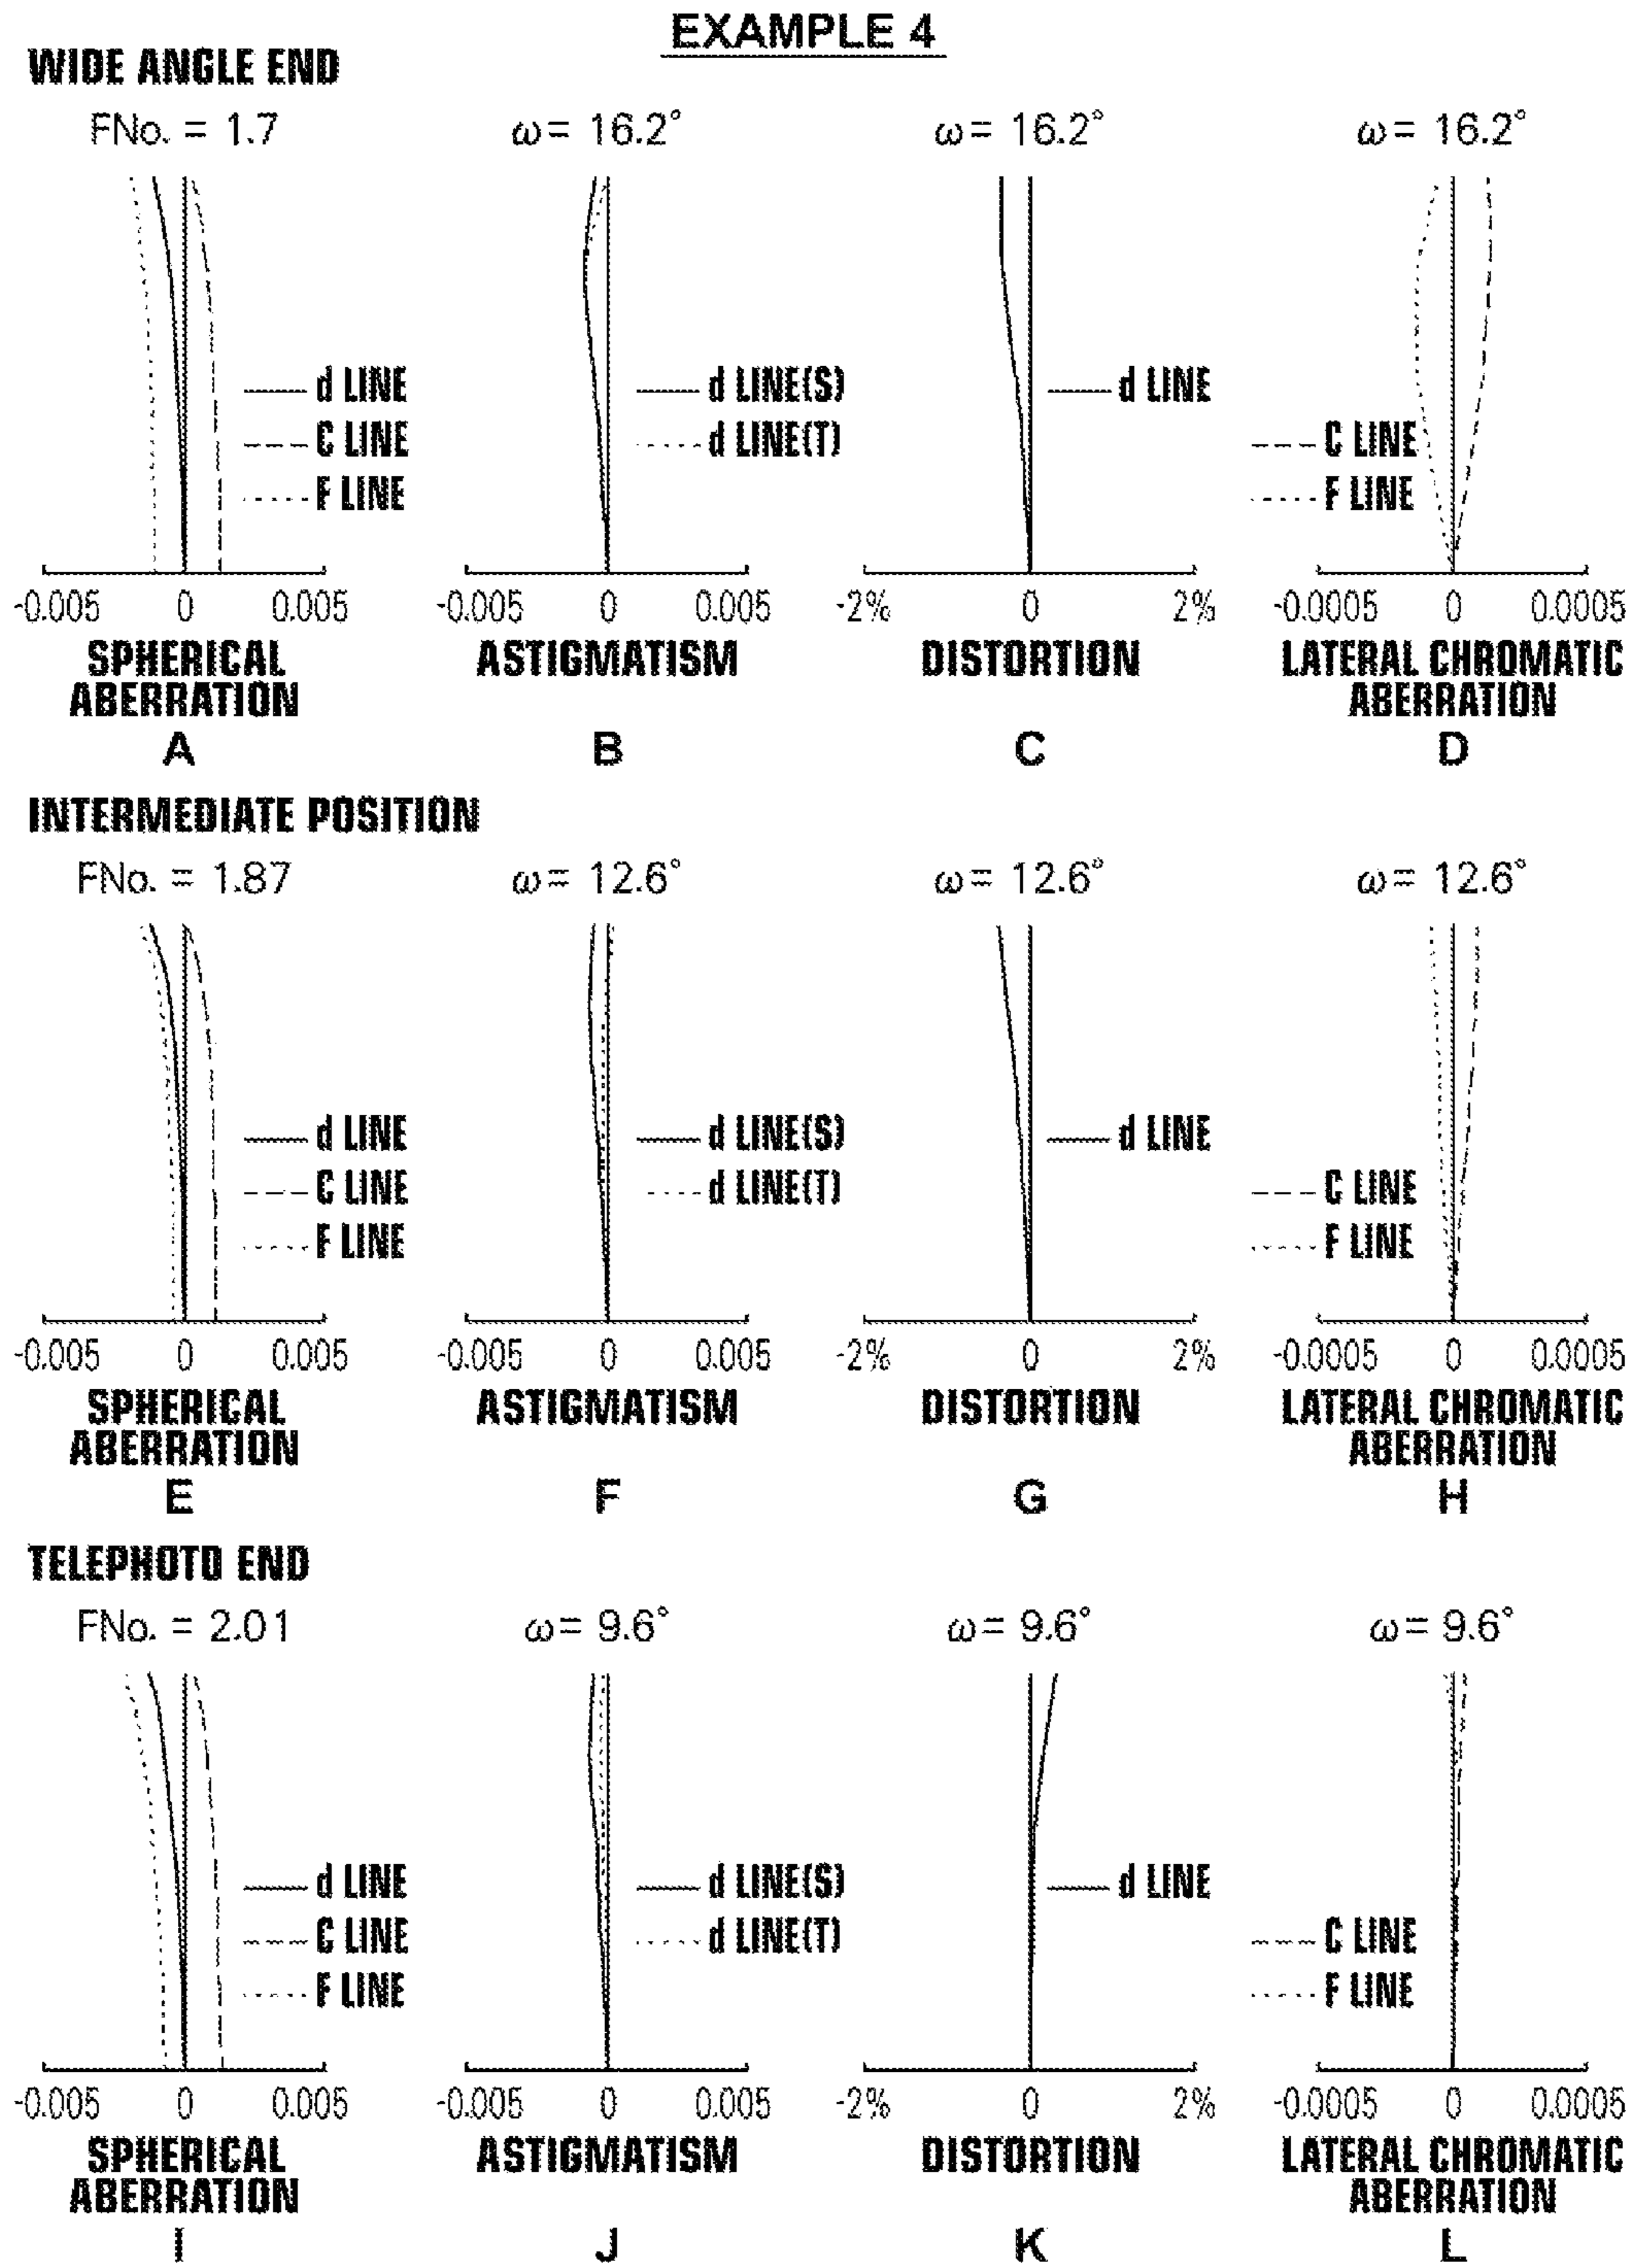 EXAMPLE 4
WIDE ANGLE END
FNo. = 1.7
ω= 16.2°
ω= 16.2°
ω= 16.2°
d LINE
C LINE
F LINE
d LINE(S)
d LINE(T)
d LINE
C LINE
F LINE
-0.005 0 0.005
-0.005 0 0.005
-2% 0 2%
-0.0005 0 0.0005
SPHERICAL
ABERRATION
ASTIGMATISM
DISTORTION
LATERAL CHROMATIC
ABERRATION
A
B
C
D
INTERMEDIATE POSITION
FNo. = 1.87
ω= 12.6°
ω= 12.6°
ω= 12.6°
d LINE
C LINE
F LINE
d LINE(S)
d LINE(T)
d LINE
C LINE
F LINE
-0.005 0 0.005
-0.005 0 0.005
-2% 0 2%
-0.0005 0 0.0005
SPHERICAL
ABERRATION
ASTIGMATISM
DISTORTION
LATERAL CHROMATIC
ABERRATION
E
F
G
H
TELEPHOTO END
FNo. = 2.01
ω= 9.6°
ω= 9.6°
ω= 9.6°
d LINE
C LINE
F LINE
d LINE(S)
d LINE(T)
d LINE
C LINE
F LINE
-0.005 0 0.005
-0.005 0 0.005
-2% 0 2%
-0.0005 0 0.0005
SPHERICAL
ABERRATION
ASTIGMATISM
DISTORTION
LATERAL CHROMATIC
ABERRATION
I
J
K
L